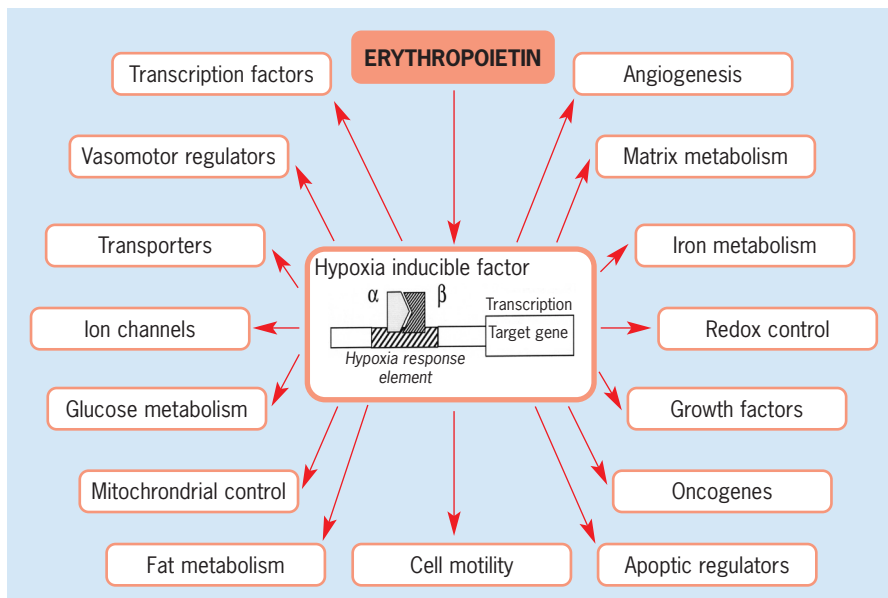 ERYTHROPOIETIN
Transcription factors
Angiogenesis
Vasomotor regulators
Matrix metabolism
Transporters
Iron metabolism
Hypoxia inducible factor
α β
Transcription
Target gene
Hypoxia response
element
Ion channels
Redox control
Glucose metabolism
Growth factors
Mitochrondrial control
Oncogenes
Fat metabolism
Cell motility
Apoptic regulators